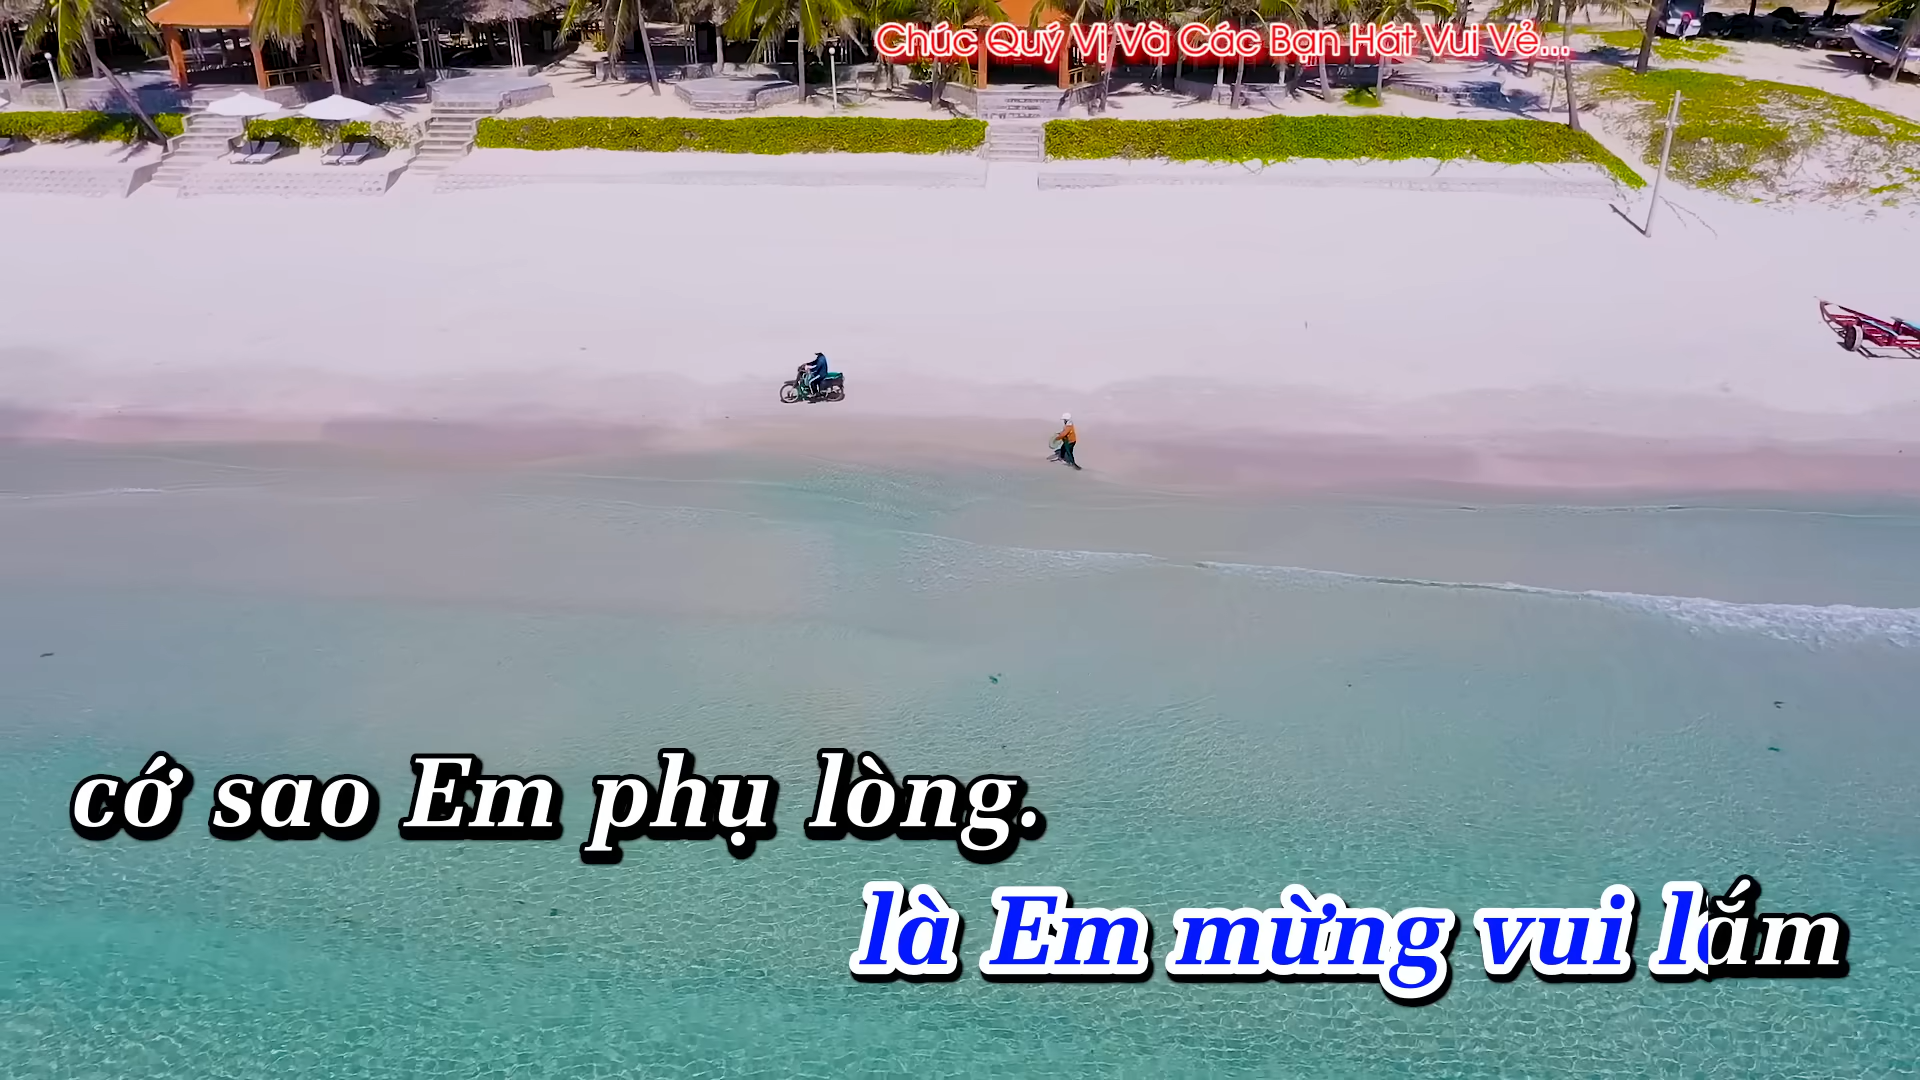 Chúc Quý Vị Và Các Bạn Hát Vui Vẻ...
cớ sao Em phụ lòng.
là Em mừng vui lắm